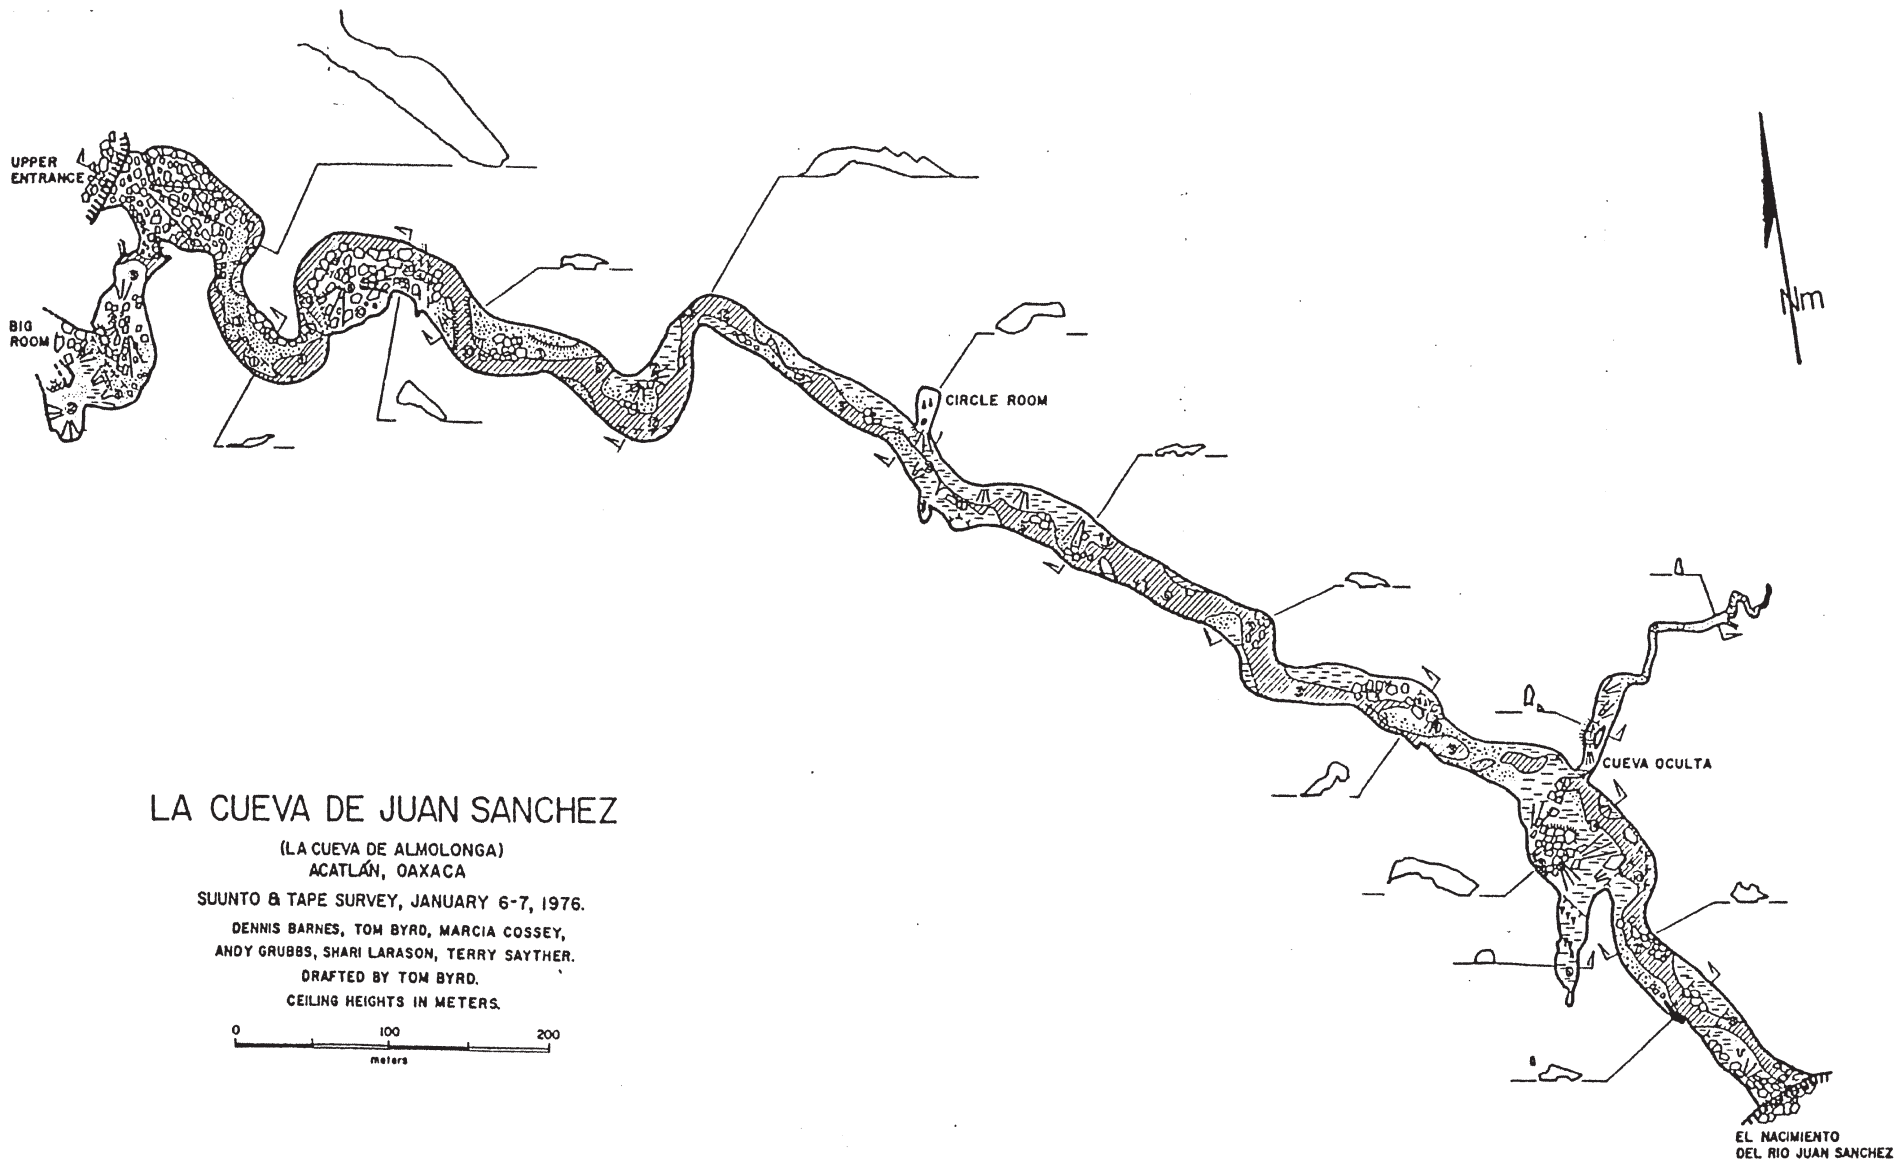 UPPER
ENTRANCE
BIG
ROOM
CIRCLE ROOM
Nm
CUEVA OCULTA
LA CUEVA DE JUAN SANCHEZ
(LA CUEVA DE ALMOLONGA)
ACATLÁN, OAXACA
SUUNTO & TAPE SURVEY, JANUARY 6-7, 1976.
DENNIS BARNES, TOM BYRD, MARCIA COSSEY,
ANDY GRUBBS, SHARI LARASON, TERRY SAYTHER.
DRAFTED BY TOM BYRD.
CEILING HEIGHTS IN METERS.
0 100 200
meters
EL NACIMIENTO
DEL RIO JUAN SANCHEZ